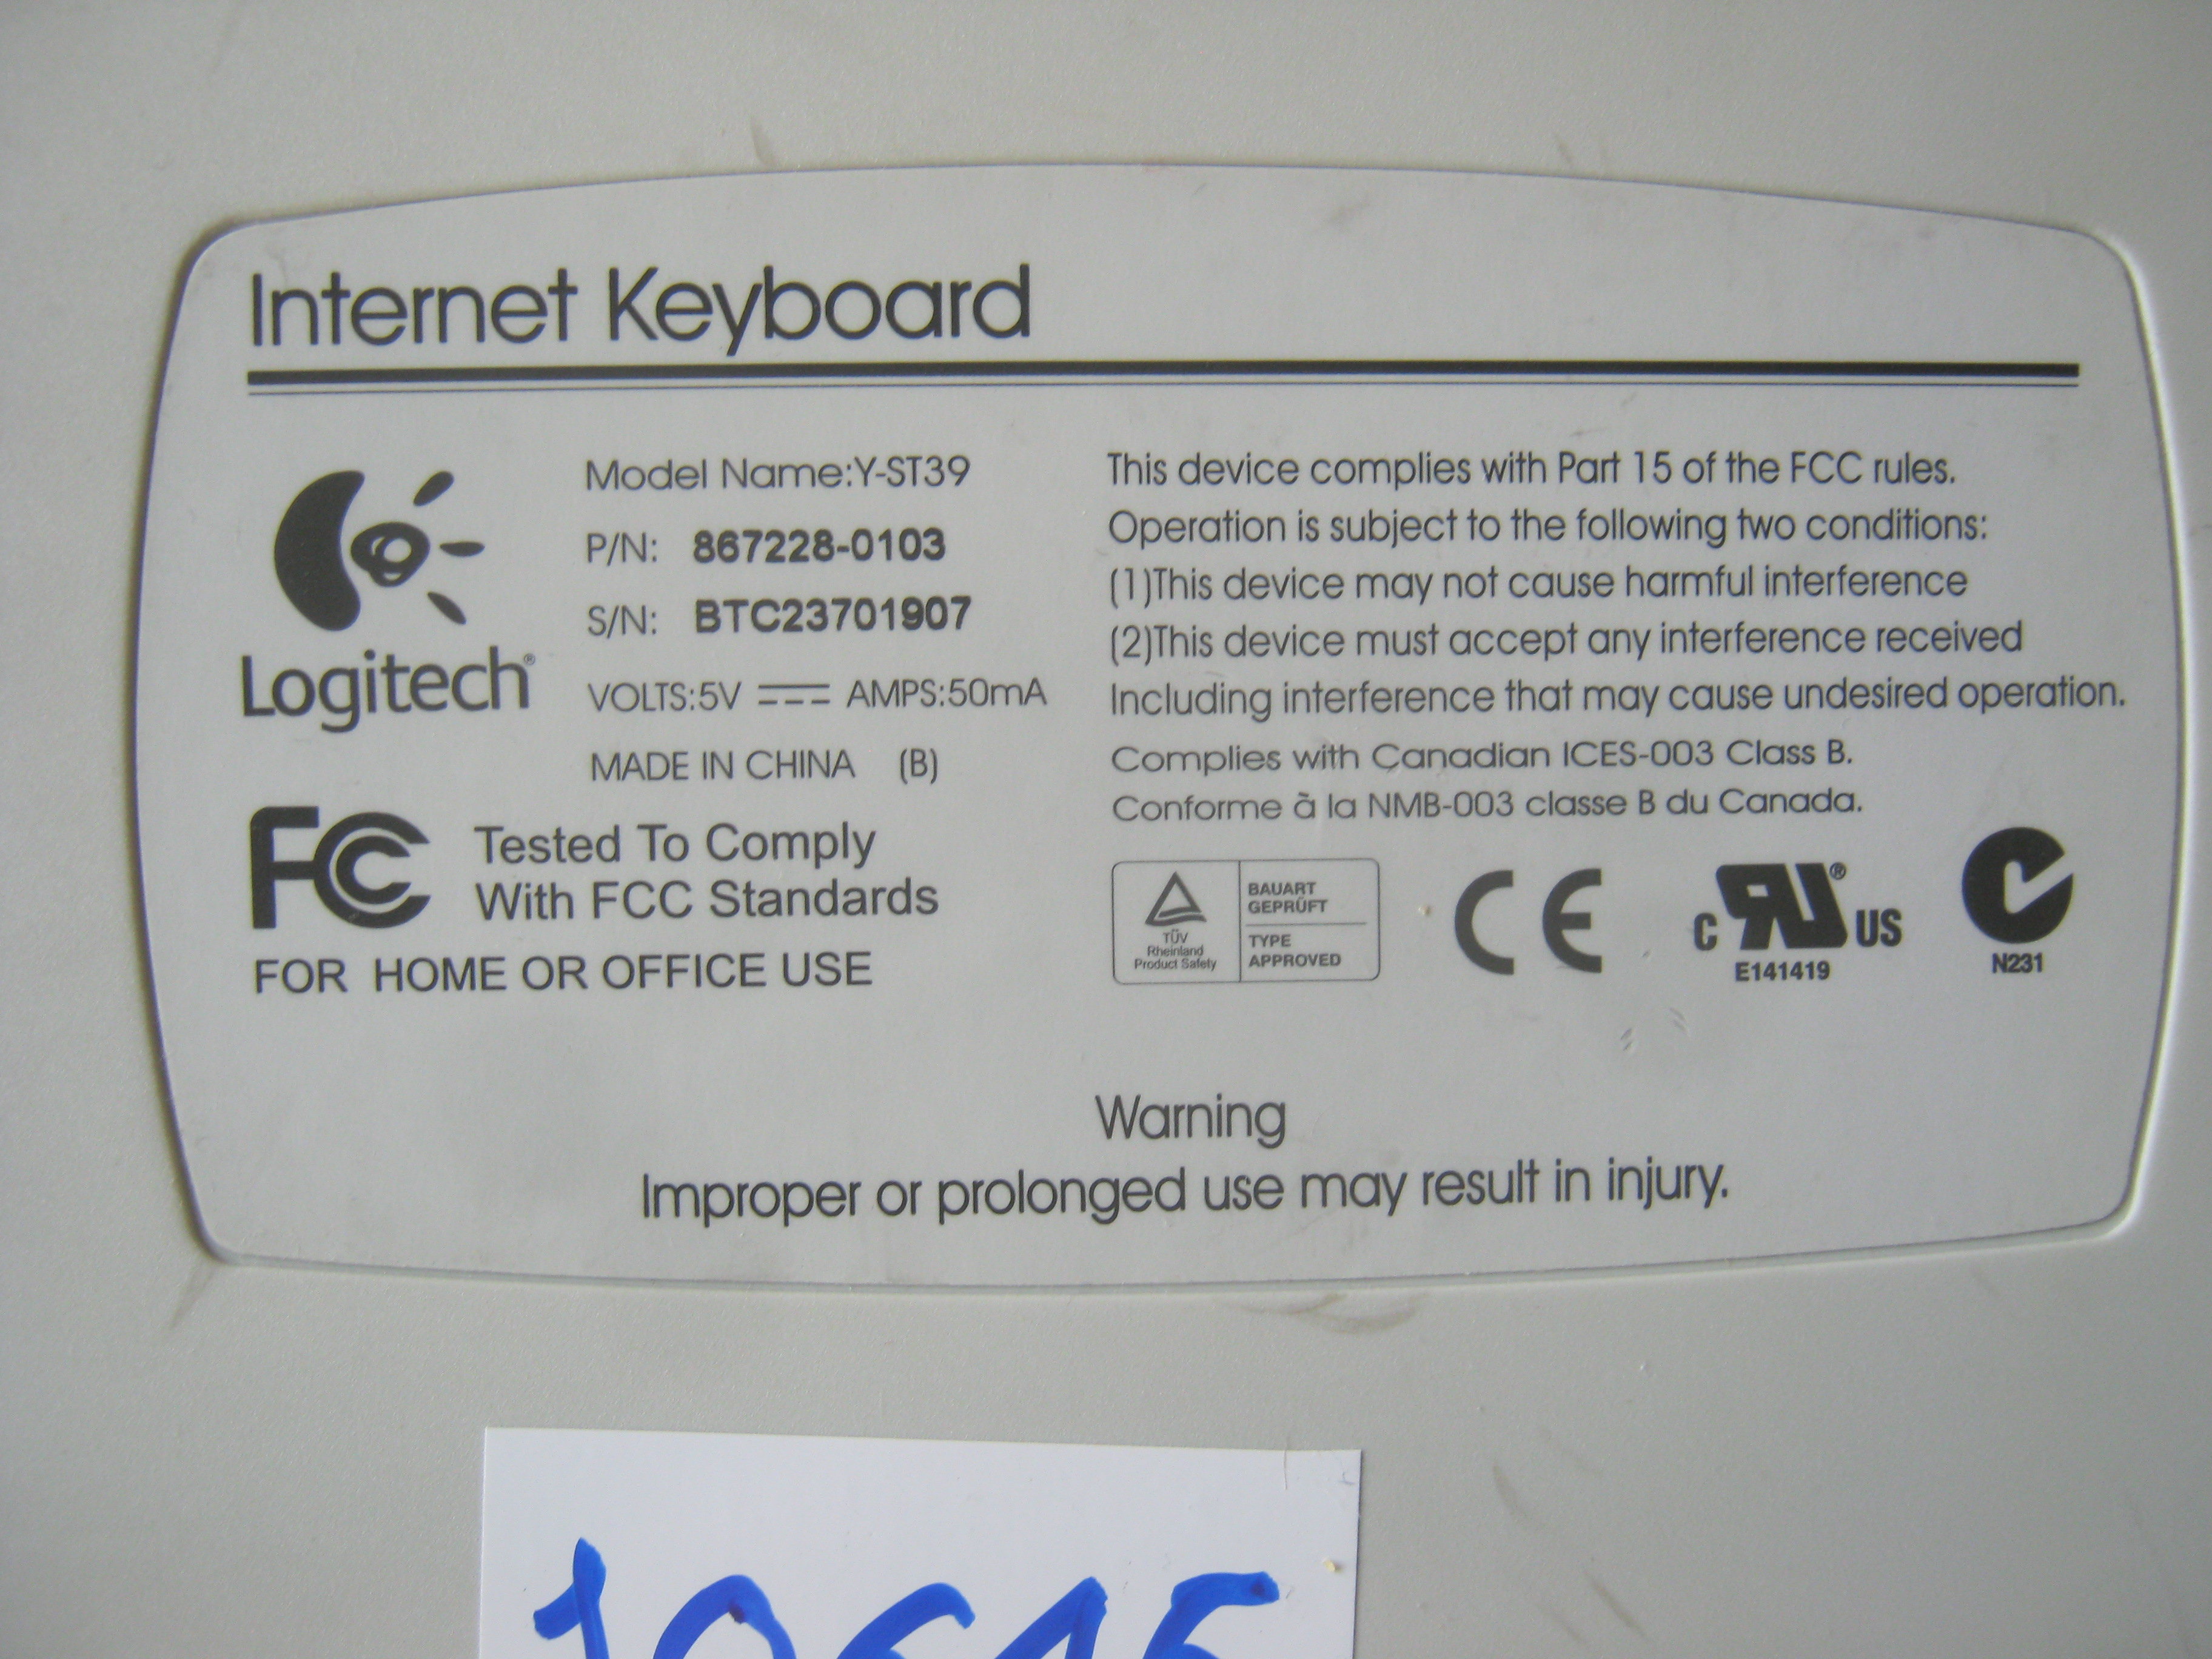 Internet Keyboard
Logitech®
Model Name:Y-ST39
P/N: 867228-0103
S/N: BTC23701907
VOLTS:5V AMPS:50mA
MADE IN CHINA (B)
FC Tested To Comply
With FCC Standards
FOR HOME OR OFFICE USE
This device complies with Part 15 of the FCC rules.
Operation is subject to the following two conditions:
(1)This device may not cause harmful interference
(2)This device must accept any interference received
Including interference that may cause undesired operation.
Complies with Canadian ICES-003 Class B.
Conforme à la NMB-003 classe B du Canada.
TÜV
Rheinland
Product Safety
BAUART
GEPRÜFT
TYPE
APPROVED
CE
c RU® US
E141419
N231
Warning
Improper or prolonged use may result in injury.